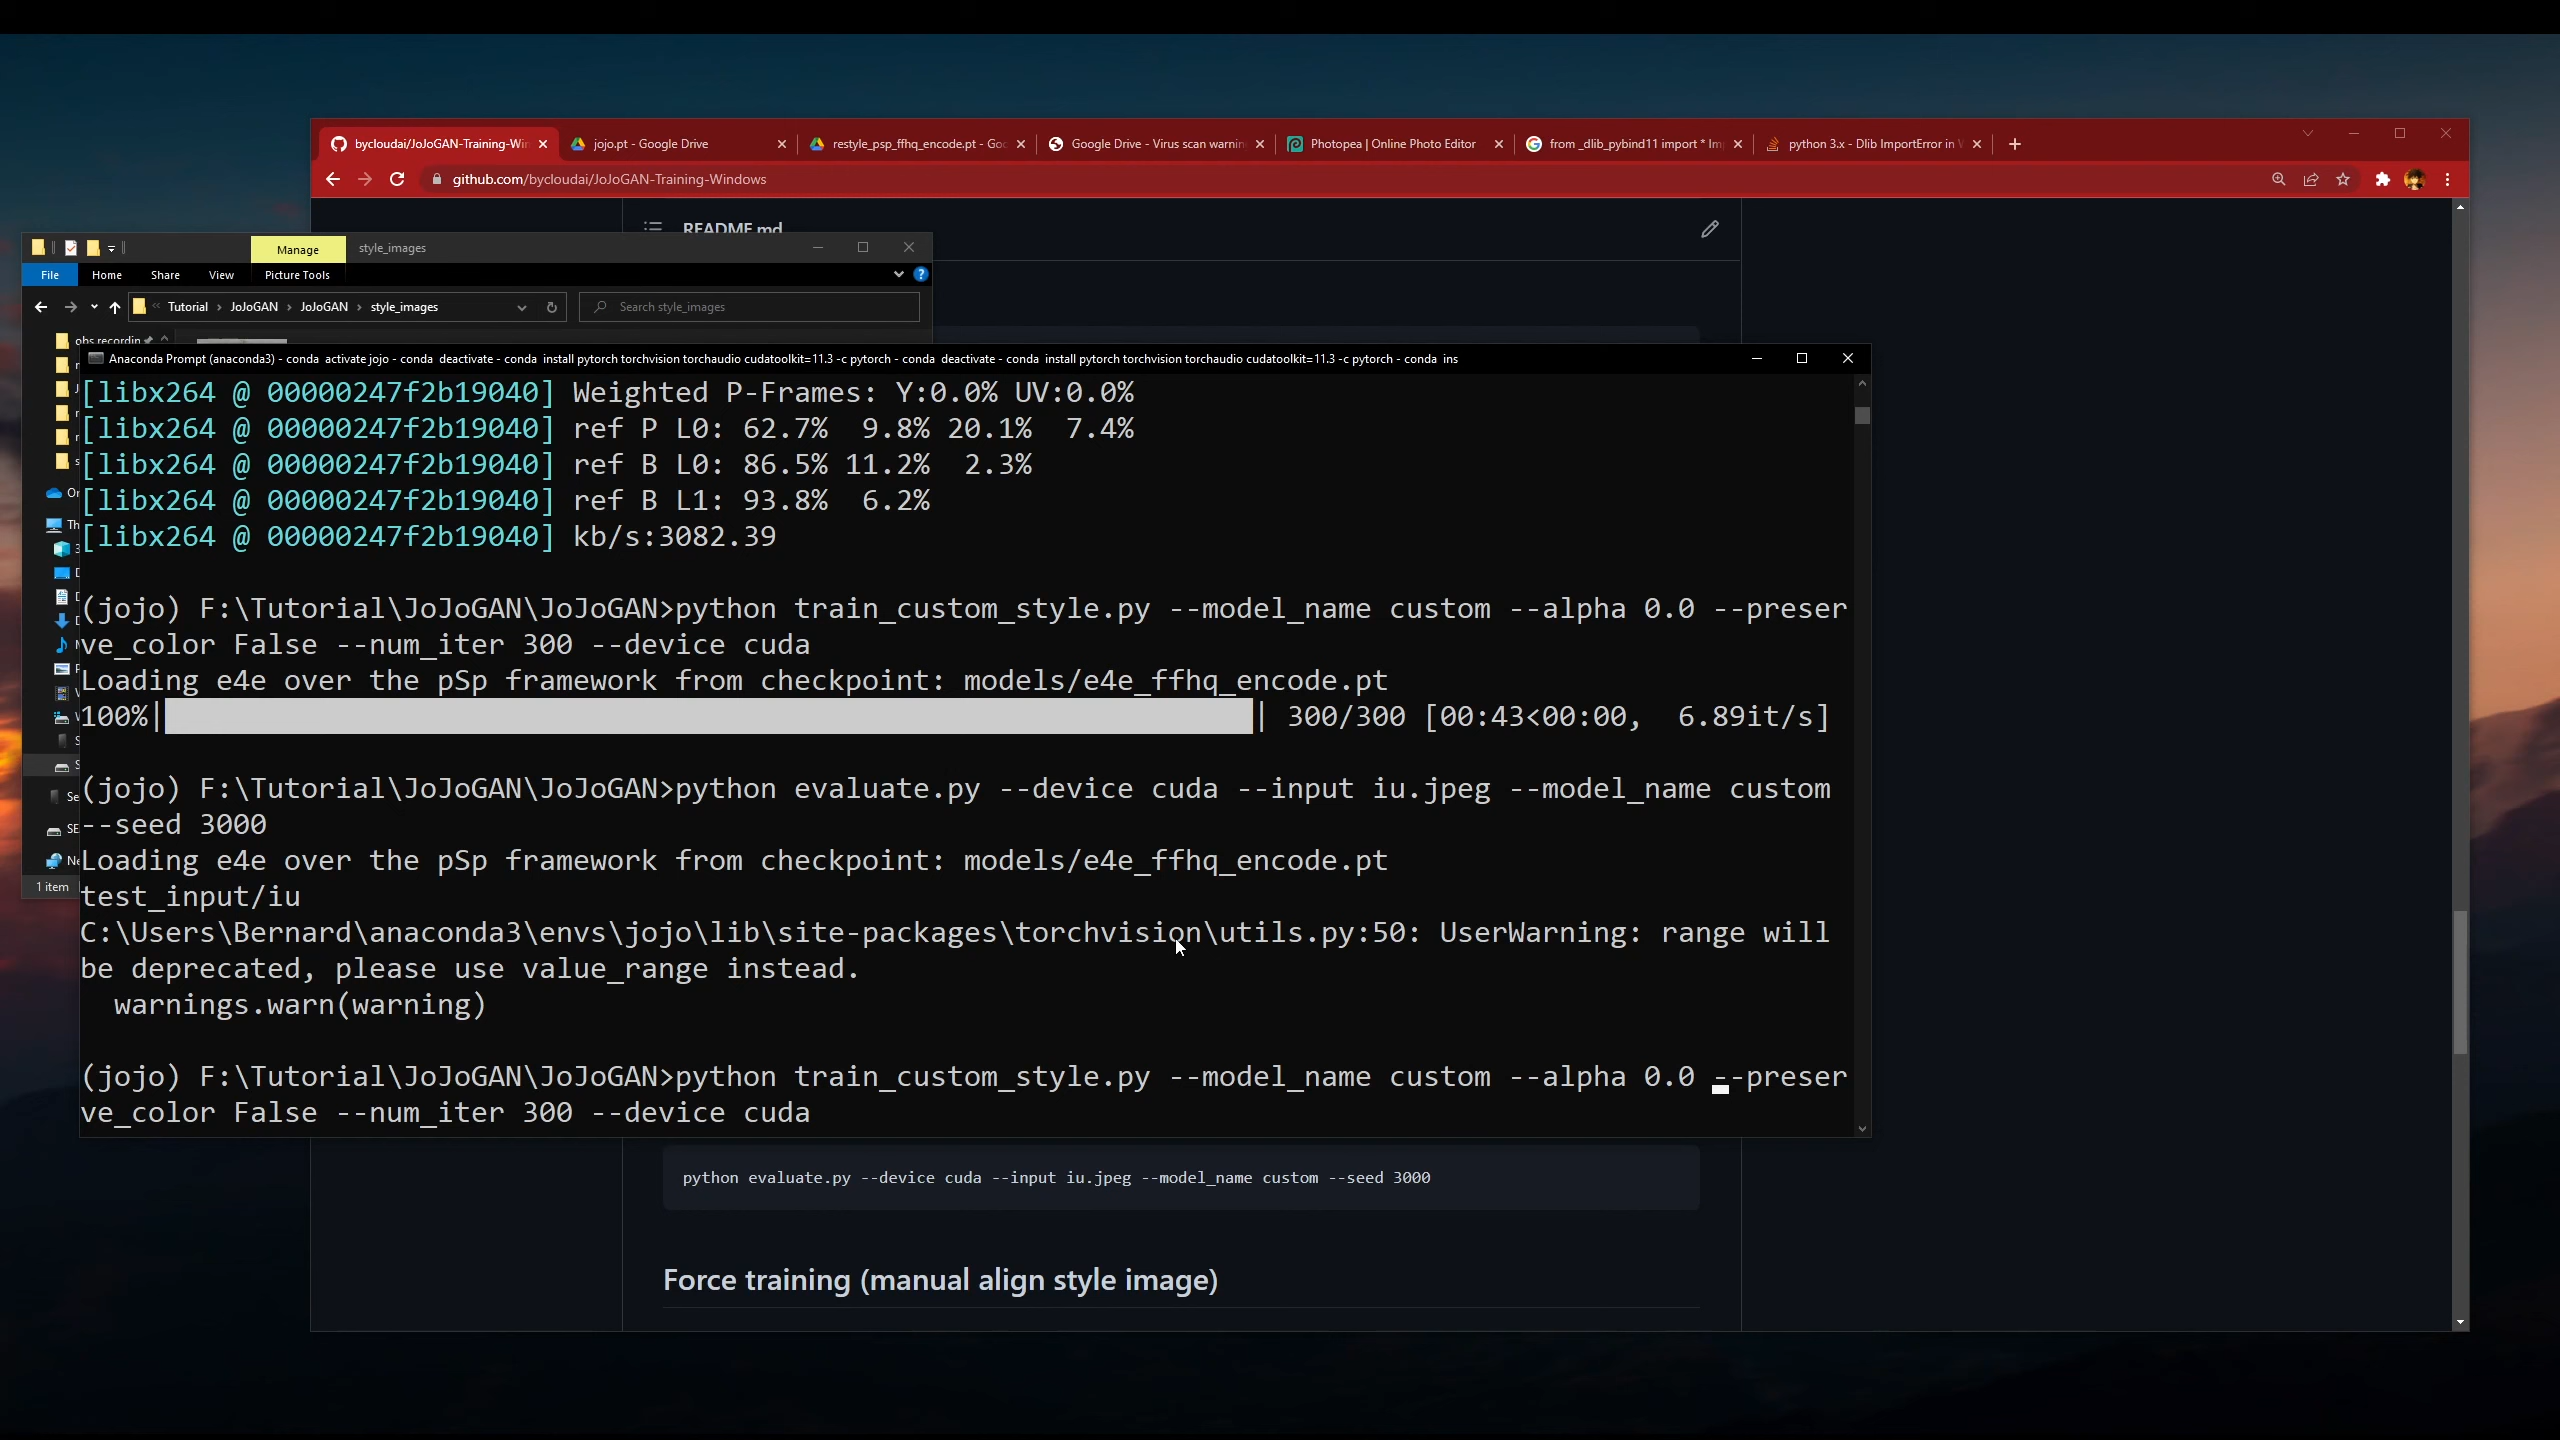 bycloudai/JoJoGAN-Training-Win
jojo.pt - Google Drive
restyle_psp_ffhq_encode.pt - Goo
Google Drive - Virus scan warnin
Photopea | Online Photo Editor
from _dlib_pybind11 import * Im
python 3.x - Dlib ImportError in
github.com/bycloudai/JoJoGAN-Training-Windows
README.md
Manage
style_images
File
Home
Share
View
Picture Tools
« Tutorial › JoJoGAN › JoJoGAN › style_images
Search style_images
obs recordin
1 item
Anaconda Prompt (anaconda3) - conda  activate jojo - conda  deactivate - conda  install pytorch torchvision torchaudio cudatoolkit=11.3 -c pytorch - conda  deactivate - conda  install pytorch torchvision torchaudio cudatoolkit=11.3 -c pytorch - conda  ins
[libx264 @ 00000247f2b19040] Weighted P-Frames: Y:0.0% UV:0.0%
[libx264 @ 00000247f2b19040] ref P L0: 62.7%  9.8% 20.1%  7.4%
[libx264 @ 00000247f2b19040] ref B L0: 86.5% 11.2%  2.3%
[libx264 @ 00000247f2b19040] ref B L1: 93.8%  6.2%
[libx264 @ 00000247f2b19040] kb/s:3082.39
(jojo) F:\Tutorial\JoJoGAN\JoJoGAN>python train_custom_style.py --model_name custom --alpha 0.0 --preser
ve_color False --num_iter 300 --device cuda
Loading e4e over the pSp framework from checkpoint: models/e4e_ffhq_encode.pt
100%| | 300/300 [00:43<00:00,  6.89it/s]
(jojo) F:\Tutorial\JoJoGAN\JoJoGAN>python evaluate.py --device cuda --input iu.jpeg --model_name custom
--seed 3000
Loading e4e over the pSp framework from checkpoint: models/e4e_ffhq_encode.pt
test_input/iu
C:\Users\Bernard\anaconda3\envs\jojo\lib\site-packages\torchvision\utils.py:50: UserWarning: range will
be deprecated, please use value_range instead.
warnings.warn(warning)
(jojo) F:\Tutorial\JoJoGAN\JoJoGAN>python train_custom_style.py --model_name custom --alpha 0.0 --preser
ve_color False --num_iter 300 --device cuda
python evaluate.py --device cuda --input iu.jpeg --model_name custom --seed 3000
Force training (manual align style image)